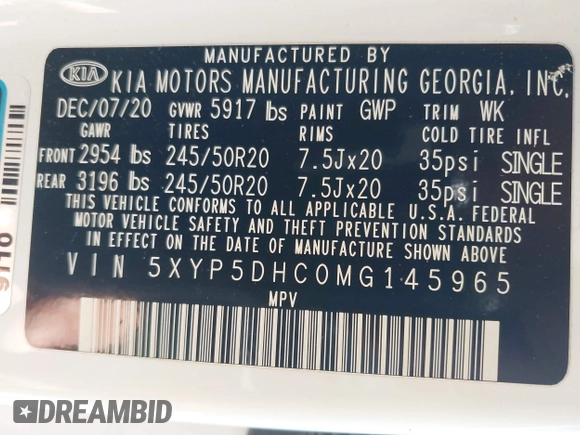 MANUFACTURED BY
KIA KIA MOTORS MANUFACTURING GEORGIA, INC.
DEC/07/20 GVWR 5917 lbs PAINT GWP TRIM WK
GAWR TIRES RIMS COLD TIRE INFL
FRONT 2954 lbs 245/50R20 7.5Jx20 35psi SINGLE
REAR 3196 lbs 245/50R20 7.5Jx20 35psi SINGLE
THIS VEHICLE CONFORMS TO ALL APPLICABLE U.S.A. FEDERAL
MOTOR VEHICLE SAFETY AND THEFT PREVENTION STANDARDS
IN EFFECT ON THE DATE OF MANUFACTURE SHOWN ABOVE.
VIN 5XYP5DHC0MG145965
MPV
DREAMBID